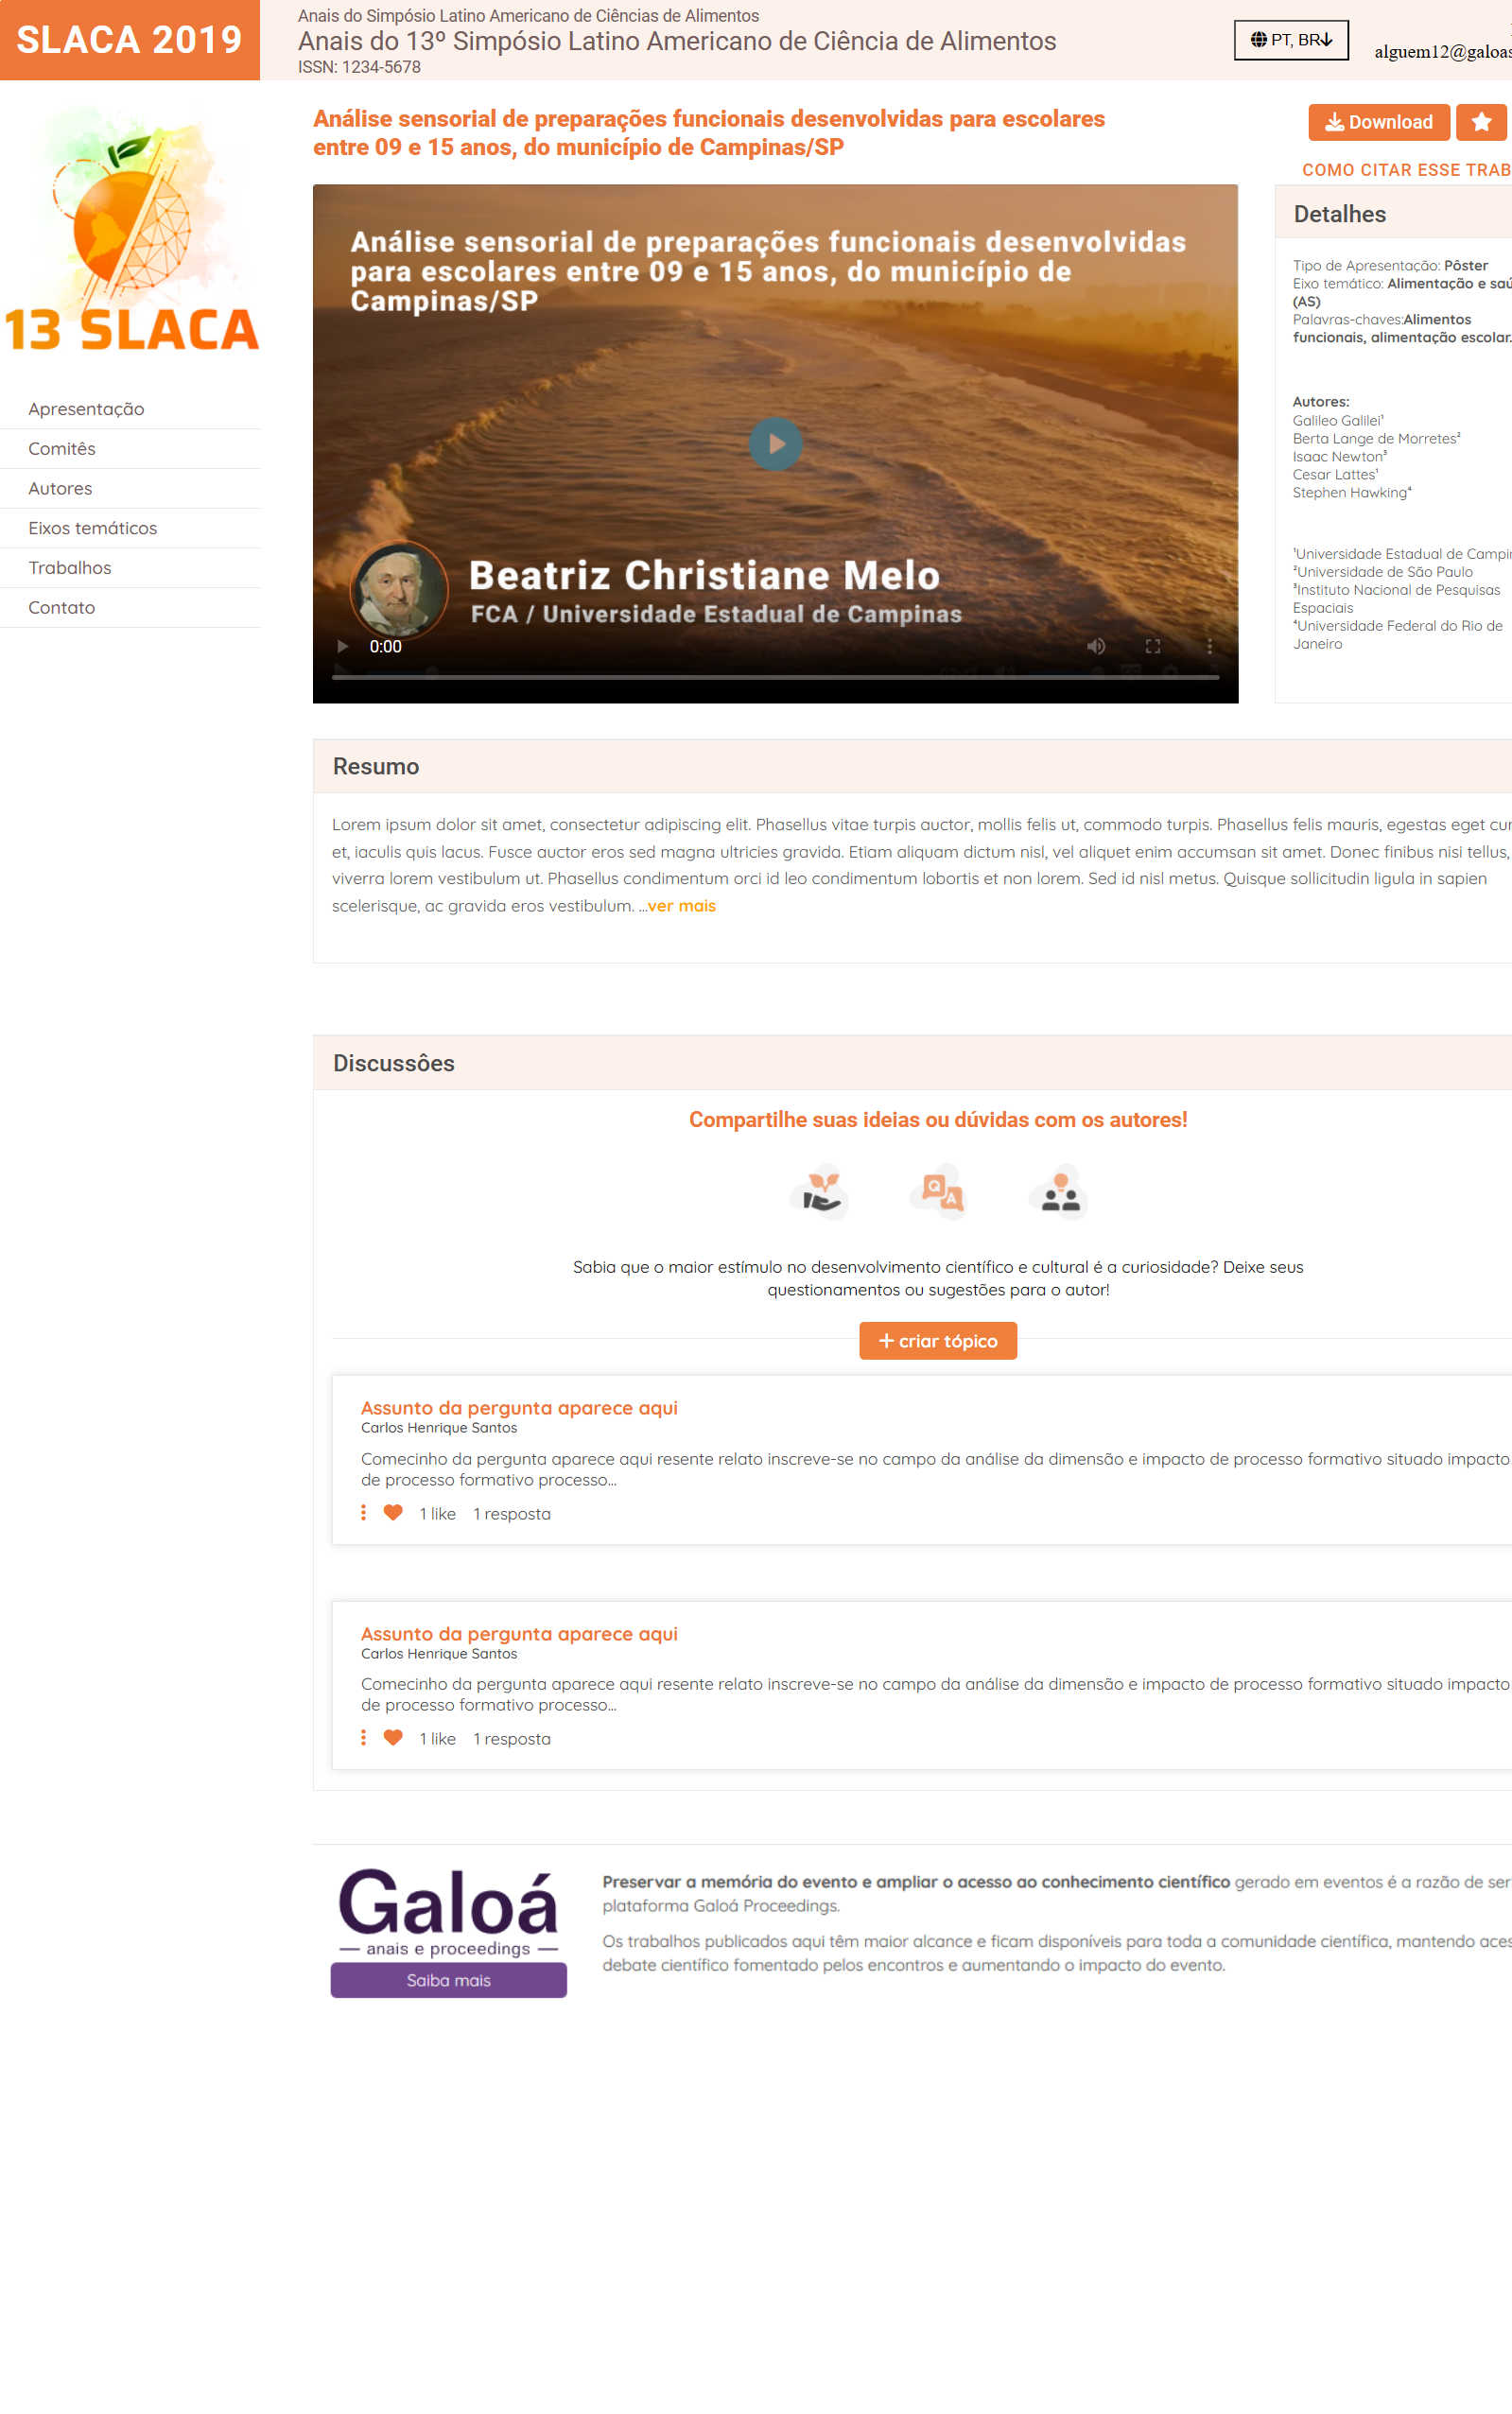 SLACA 2019
Anais do Simpósio Latino Americano de Ciências de Alimentos
Anais do 13º Simpósio Latino Americano de Ciência de Alimentos
ISSN: 1234-5678
PT, BR
alguem12@galoas
13 SLACA
Apresentação
Comitês
Autores
Eixos temáticos
Trabalhos
Contato
Análise sensorial de preparações funcionais desenvolvidas para escolares
entre 09 e 15 anos, do município de Campinas/SP
Download
COMO CITAR ESSE TRAB
Análise sensorial de preparações funcionais desenvolvidas
para escolares entre 09 e 15 anos, do município de
Campinas/SP
Beatriz Christiane Melo
FCA / Universidade Estadual de Campinas
0:00
Detalhes
Tipo de Apresentação: Pôster
Eixo temático: Alimentação e saú
(AS)
Palavras-chaves:Alimentos
funcionais, alimentação escolar.
Autores:
Galileo Galilei¹
Berta Lange de Morretes²
Isaac Newton³
Cesar Lattes¹
Stephen Hawking⁴
¹Universidade Estadual de Campin
²Universidade de São Paulo
³Instituto Nacional de Pesquisas
Espaciais
⁴Universidade Federal do Rio de
Janeiro
Resumo
Lorem ipsum dolor sit amet, consectetur adipiscing elit. Phasellus vitae turpis auctor, mollis felis ut, commodo turpis. Phasellus felis mauris, egestas eget cur
et, iaculis quis lacus. Fusce auctor eros sed magna ultricies gravida. Etiam aliquam dictum nisl, vel aliquet enim accumsan sit amet. Donec finibus nisi tellus,
viverra lorem vestibulum ut. Phasellus condimentum orci id leo condimentum lobortis et non lorem. Sed id nisl metus. Quisque sollicitudin ligula in sapien
scelerisque, ac gravida eros vestibulum. ...ver mais
Discussôes
Compartilhe suas ideias ou dúvidas com os autores!
Q A
Sabia que o maior estímulo no desenvolvimento científico e cultural é a curiosidade? Deixe seus
questionamentos ou sugestões para o autor!
+ criar tópico
Assunto da pergunta aparece aqui
Carlos Henrique Santos
Comecinho da pergunta aparece aqui resente relato inscreve-se no campo da análise da dimensão e impacto de processo formativo situado impacto
de processo formativo processo...
1 like 1 resposta
Assunto da pergunta aparece aqui
Carlos Henrique Santos
Comecinho da pergunta aparece aqui resente relato inscreve-se no campo da análise da dimensão e impacto de processo formativo situado impacto
de processo formativo processo...
1 like 1 resposta
Galoá
— anais e proceedings —
Saiba mais
Preservar a memória do evento e ampliar o acesso ao conhecimento científico gerado em eventos é a razão de ser
plataforma Galoá Proceedings.
Os trabalhos publicados aqui têm maior alcance e ficam disponíveis para toda a comunidade científica, mantendo aces
debate científico fomentado pelos encontros e aumentando o impacto do evento.